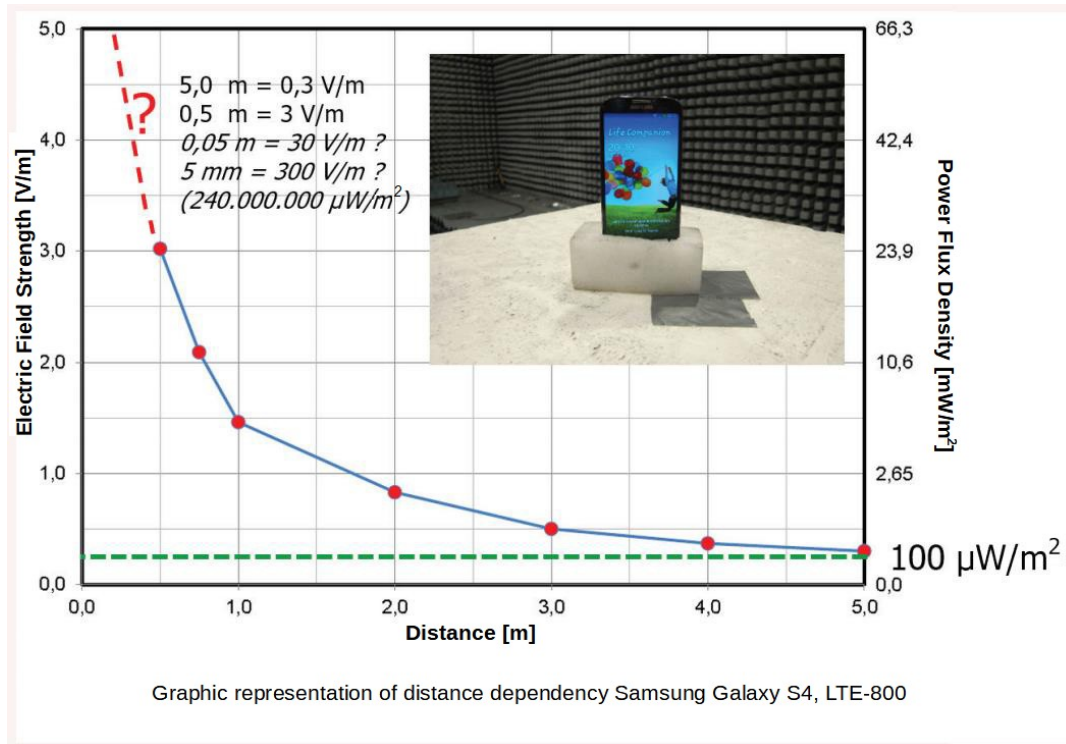 5,0
4,0
3,0
2,0
1,0
0,0
Electric Field Strength [V/m]
?
5,0 m = 0,3 V/m
0,5 m = 3 V/m
0,05 m = 30 V/m ?
5 mm = 300 V/m ?
(240.000.000 µW/m²)
Life Companion
66,3
42,4
23,9
10,6
2,65
0,0
Power Flux Density [mW/m²]
100 µW/m²
0,0 1,0 2,0 3,0 4,0 5,0
Distance [m]
Graphic representation of distance dependency Samsung Galaxy S4, LTE-800